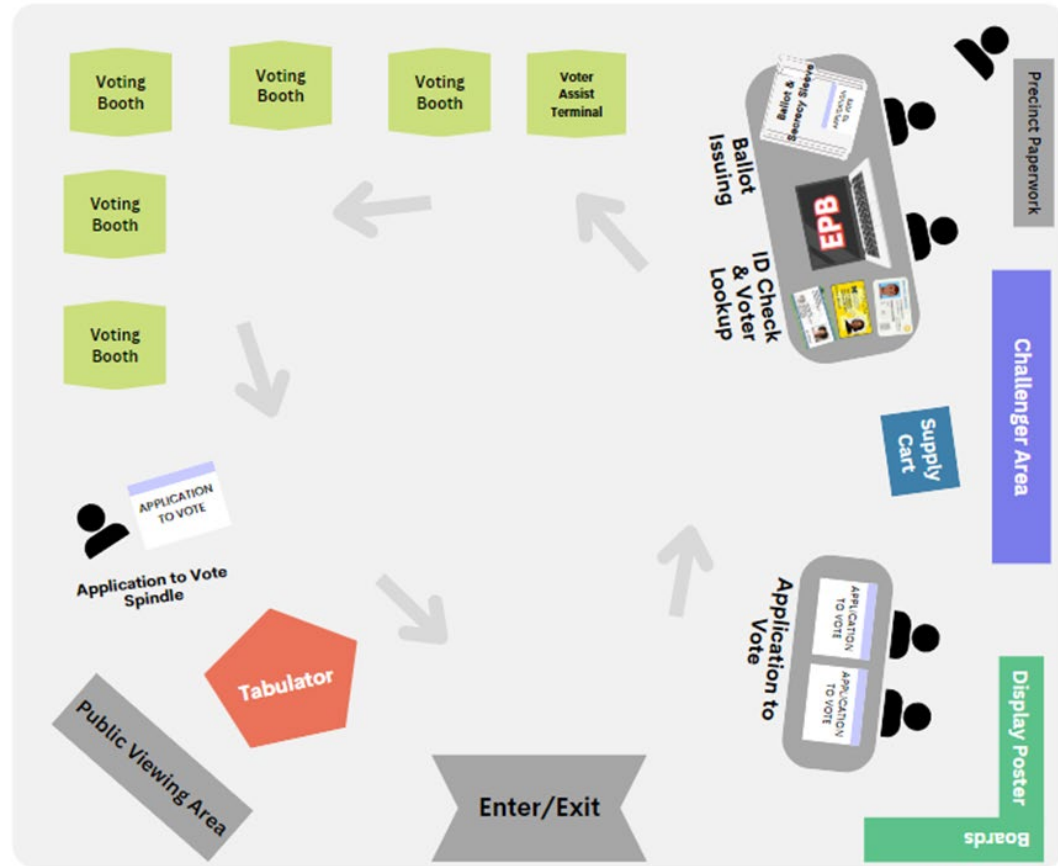 Voting
Booth
Voting
Booth
Voting
Booth
Voter
Assist
Terminal
Ballot &
Secrecy Sleeve
Ballot
Issuing
EPB
ID Check
& Voter
Lookup
Precinct Paperwork
Voting
Booth
Voting
Booth
Challenger Area
Supply
Cart
APPLICATION
TO VOTE
Application to Vote
Spindle
Application to
Vote
APPLICATION
TO VOTE
APPLICATION
TO VOTE
Tabulator
Public Viewing Area
Enter/Exit
Display Poster
Boards